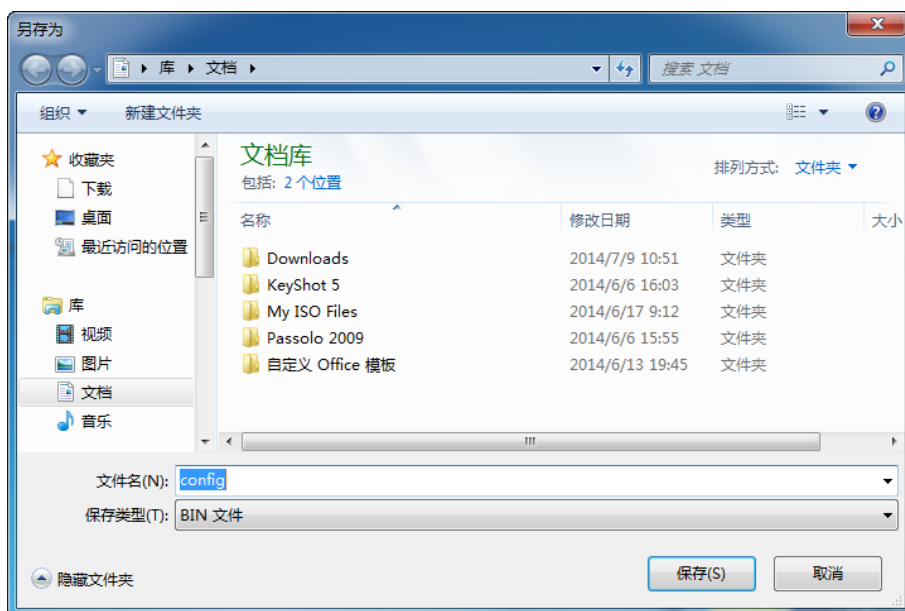 另存为
库 文档
搜索 文档
组织 新建文件夹
收藏夹
下载
桌面
最近访问的位置
库
视频
图片
文档
音乐
文档库
包括: 2 个位置
排列方式: 文件夹
名称 修改日期 类型 大小
Downloads 2014/7/9 10:51 文件夹
KeyShot 5 2014/6/6 16:03 文件夹
My ISO Files 2014/6/17 9:12 文件夹
Passolo 2009 2014/6/6 15:55 文件夹
自定义 Office 模板 2014/6/13 19:45 文件夹
文件名(N): config
保存类型(T): BIN 文件
隐藏文件夹 保存(S) 取消